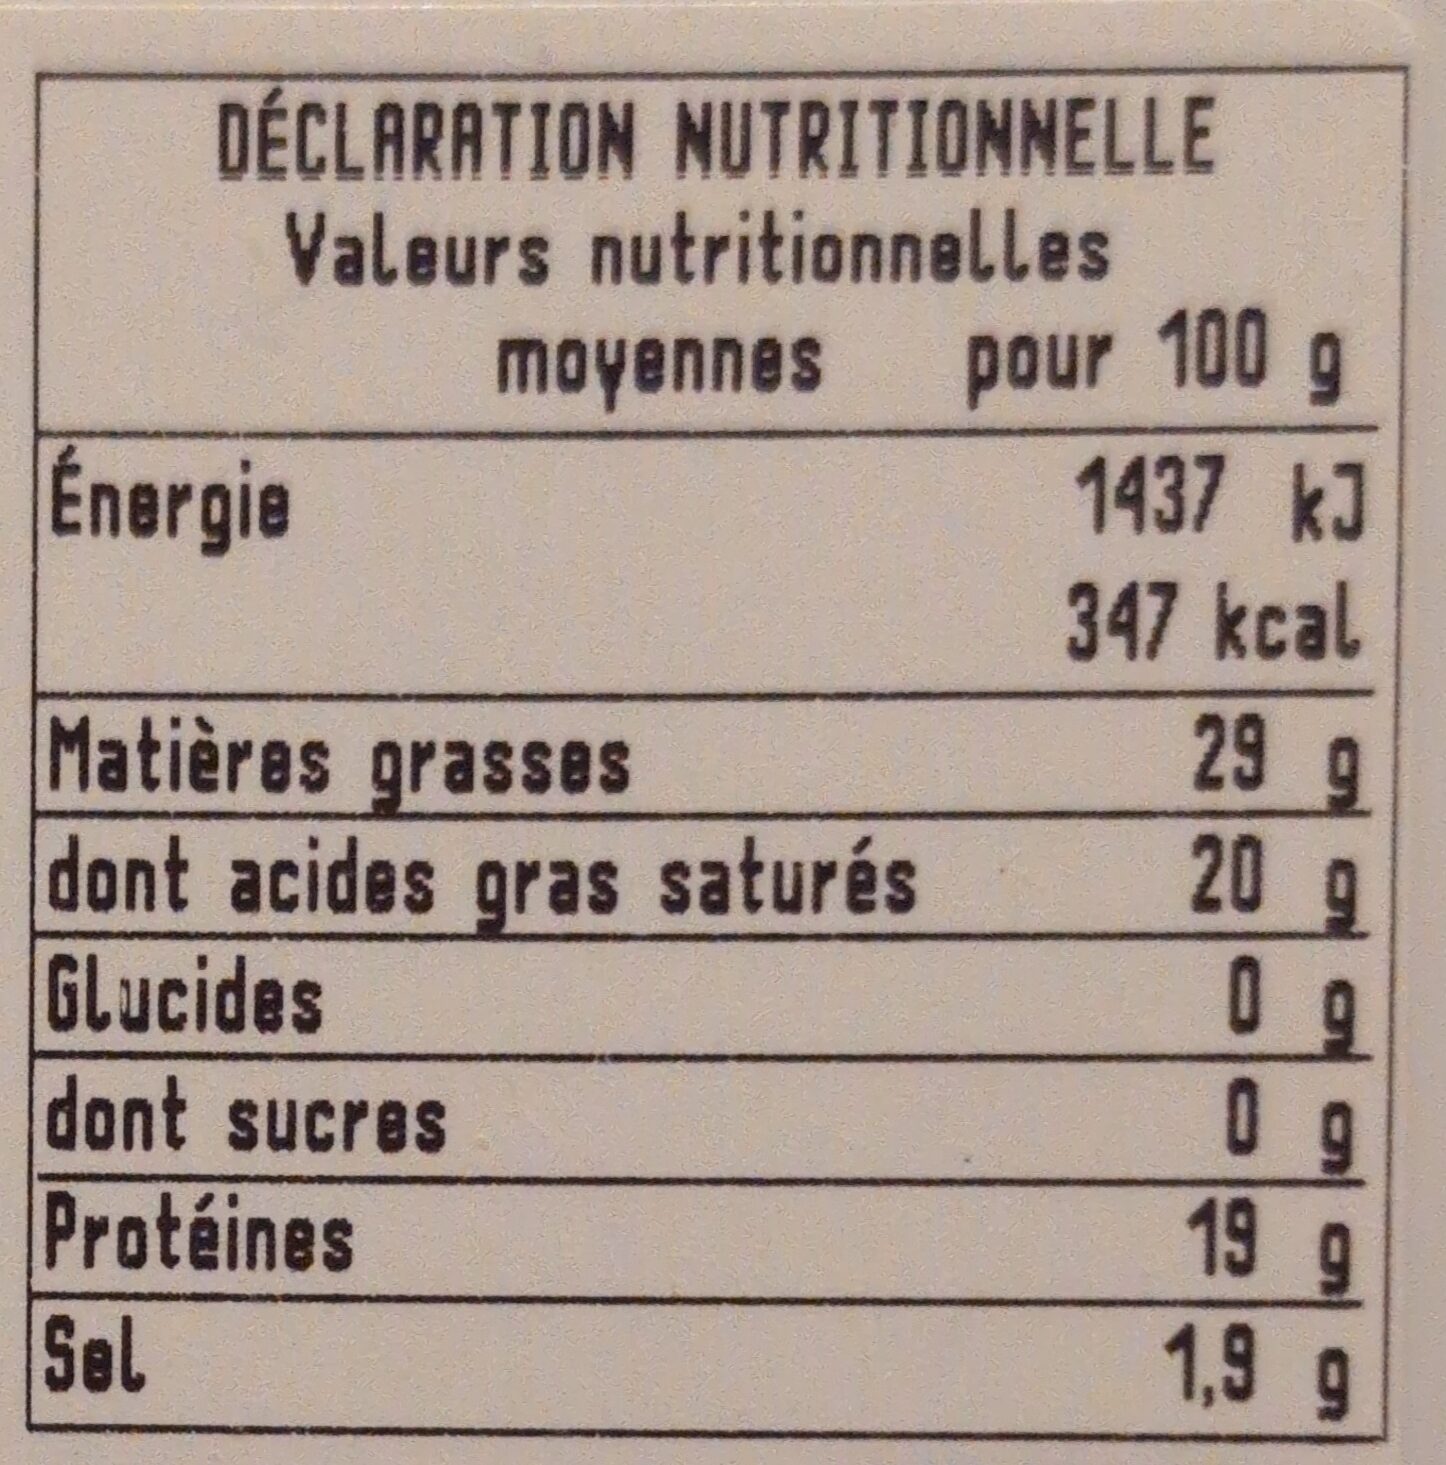 DÉCLARATION NUTRITIONNELLE
Valeurs nutritionnelles
moyennes pour 100 g
Énergie 1437 kJ
347 kcal
Matières grasses 29 g
dont acides gras saturés 20 g
Glucides 0 g
dont sucres 0 g
Protéines 19 g
Sel 1,9 g